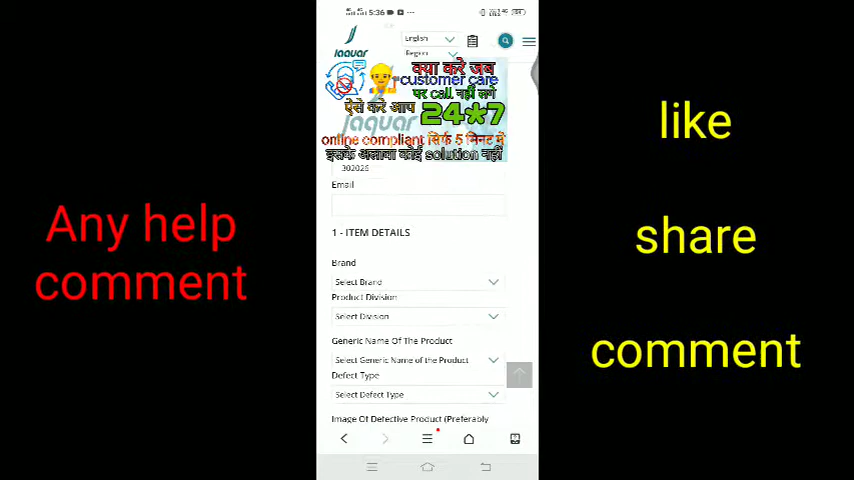 5:36
English
Region
Jaquar
क्या करे जब
customer care
पर call नहीं लगे
ऐसे करे आप 24*7
jaquar
online compliant सिर्फ 5 मिनट में
इसके अलावा कोई solution नहीं
302026
Email
1 - ITEM DETAILS
Brand
Select Brand
Product Division
Select Division
Generic Name Of The Product
Select Generic Name of the Product
Defect Type
Select Defect Type
Image Of Defective Product (Preferably
Any help
comment
like
share
comment